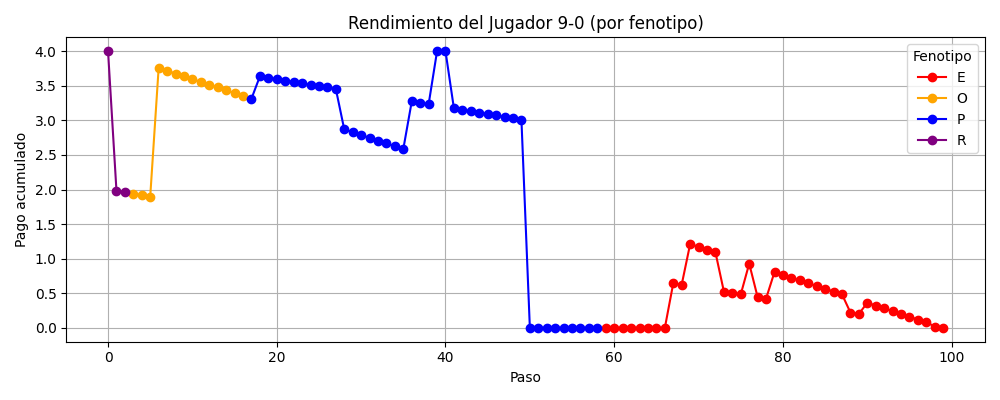 Rendimiento del Jugador 9-0 (por fenotipo)
Pago acumulado
4.0
3.5
3.0
2.5
2.0
1.5
1.0
0.5
0.0
Fenotipo
E
O
P
R
0 20 40 60 80 100
Paso